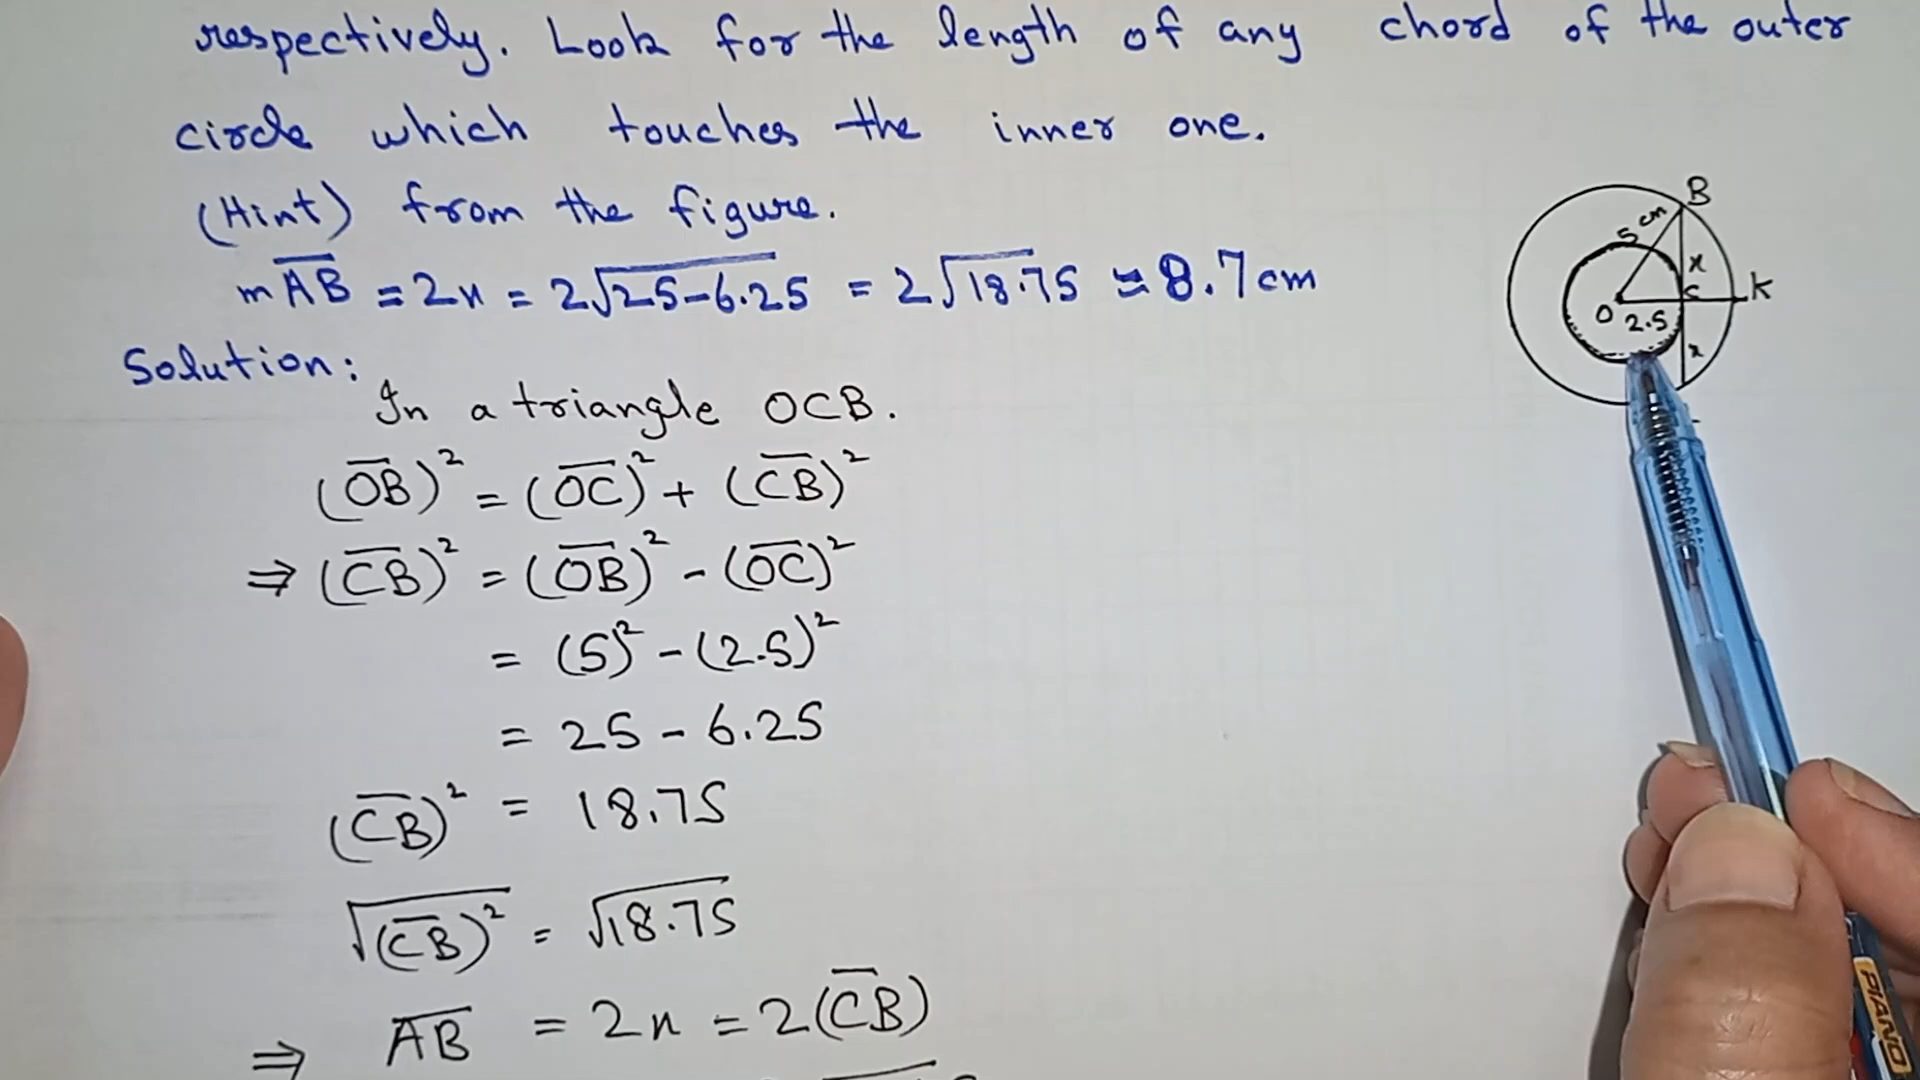 respectively. Look for the length of any chord of the outer
circle which touches the inner one.
(Hint) from the figure.
mAB = 2x = 2√25-6.25 = 2√18.75 ≈ 8.7cm
Solution:
In a triangle OCB.
(OB)² = (OC)² + (CB)²
⇒ (CB)² = (OB)² - (OC)²
= (5)² - (2.5)²
= 25 - 6.25
(CB)² = 18.75
√(CB)² = √18.75
⇒ AB = 2x = 2(CB)
B
5 cm
x
C
K
O
2.5
x
PIANO